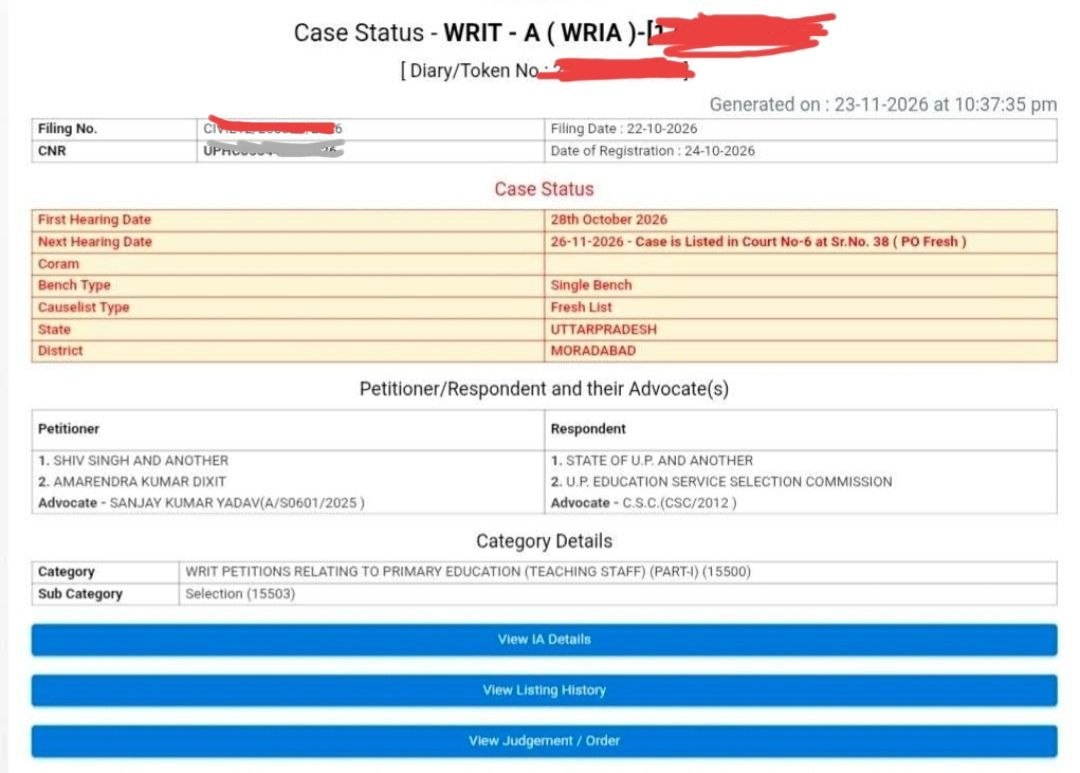 Case Status - WRIT - A ( WRIA )-[
[ Diary/Token No.: ]
Generated on : 23-11-2026 at 10:37:35 pm
Filing No. Filing Date : 22-10-2026
CNR Date of Registration : 24-10-2026
Case Status
First Hearing Date 28th October 2026
Next Hearing Date 26-11-2026 - Case is Listed in Court No-6 at Sr.No. 38 ( PO Fresh )
Coram
Bench Type Single Bench
Causelist Type Fresh List
State UTTARPRADESH
District MORADABAD
Petitioner/Respondent and their Advocate(s)
Petitioner Respondent
1. SHIV SINGH AND ANOTHER 1. STATE OF U.P. AND ANOTHER
2. AMARENDRA KUMAR DIXIT 2. U.P. EDUCATION SERVICE SELECTION COMMISSION
Advocate - SANJAY KUMAR YADAV(A/S0601/2025 ) Advocate - C.S.C.(CSC/2012 )
Category Details
Category WRIT PETITIONS RELATING TO PRIMARY EDUCATION (TEACHING STAFF) (PART-I) (15500)
Sub Category Selection (15503)
View IA Details
View Listing History
View Judgement / Order